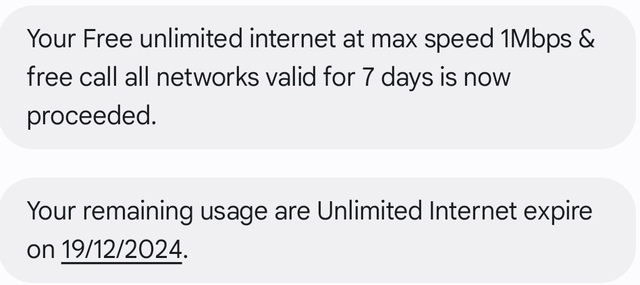 Your Free unlimited internet at max speed 1Mbps &
free call all networks valid for 7 days is now
proceeded.
Your remaining usage are Unlimited Internet expire
on 19/12/2024.